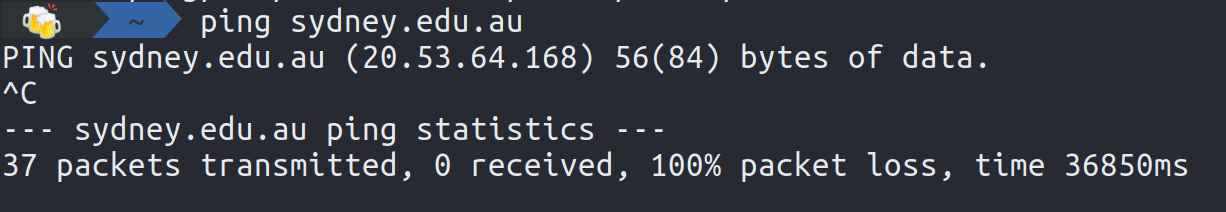 🍻 ~ ping sydney.edu.au
PING sydney.edu.au (20.53.64.168) 56(84) bytes of data.
^C
--- sydney.edu.au ping statistics ---
37 packets transmitted, 0 received, 100% packet loss, time 36850ms